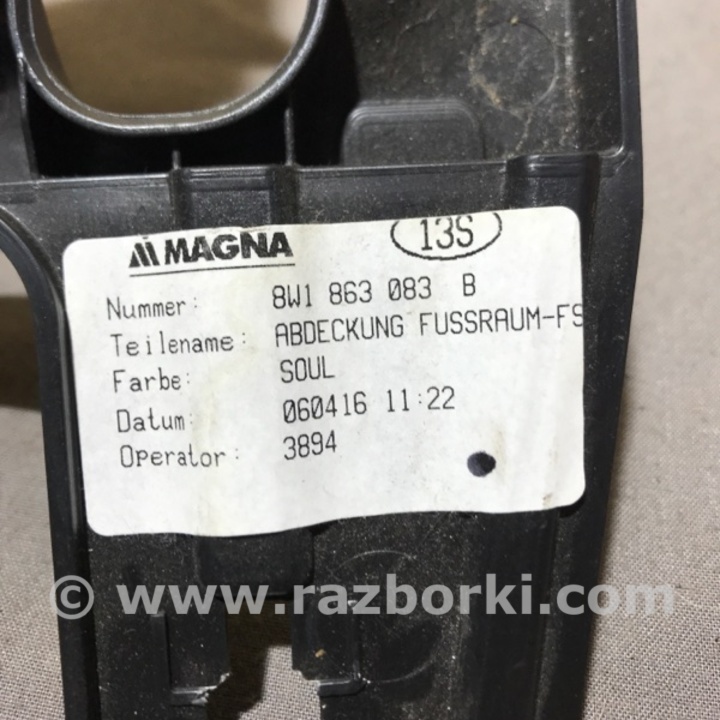 MAGNA 13S
Nummer: 8W1 863 083 B
Teilename: ABDECKUNG FUSSRAUM-FS
Farbe: SOUL
Datum: 060416 11:22
Operator: 3894
© www.razborki.com